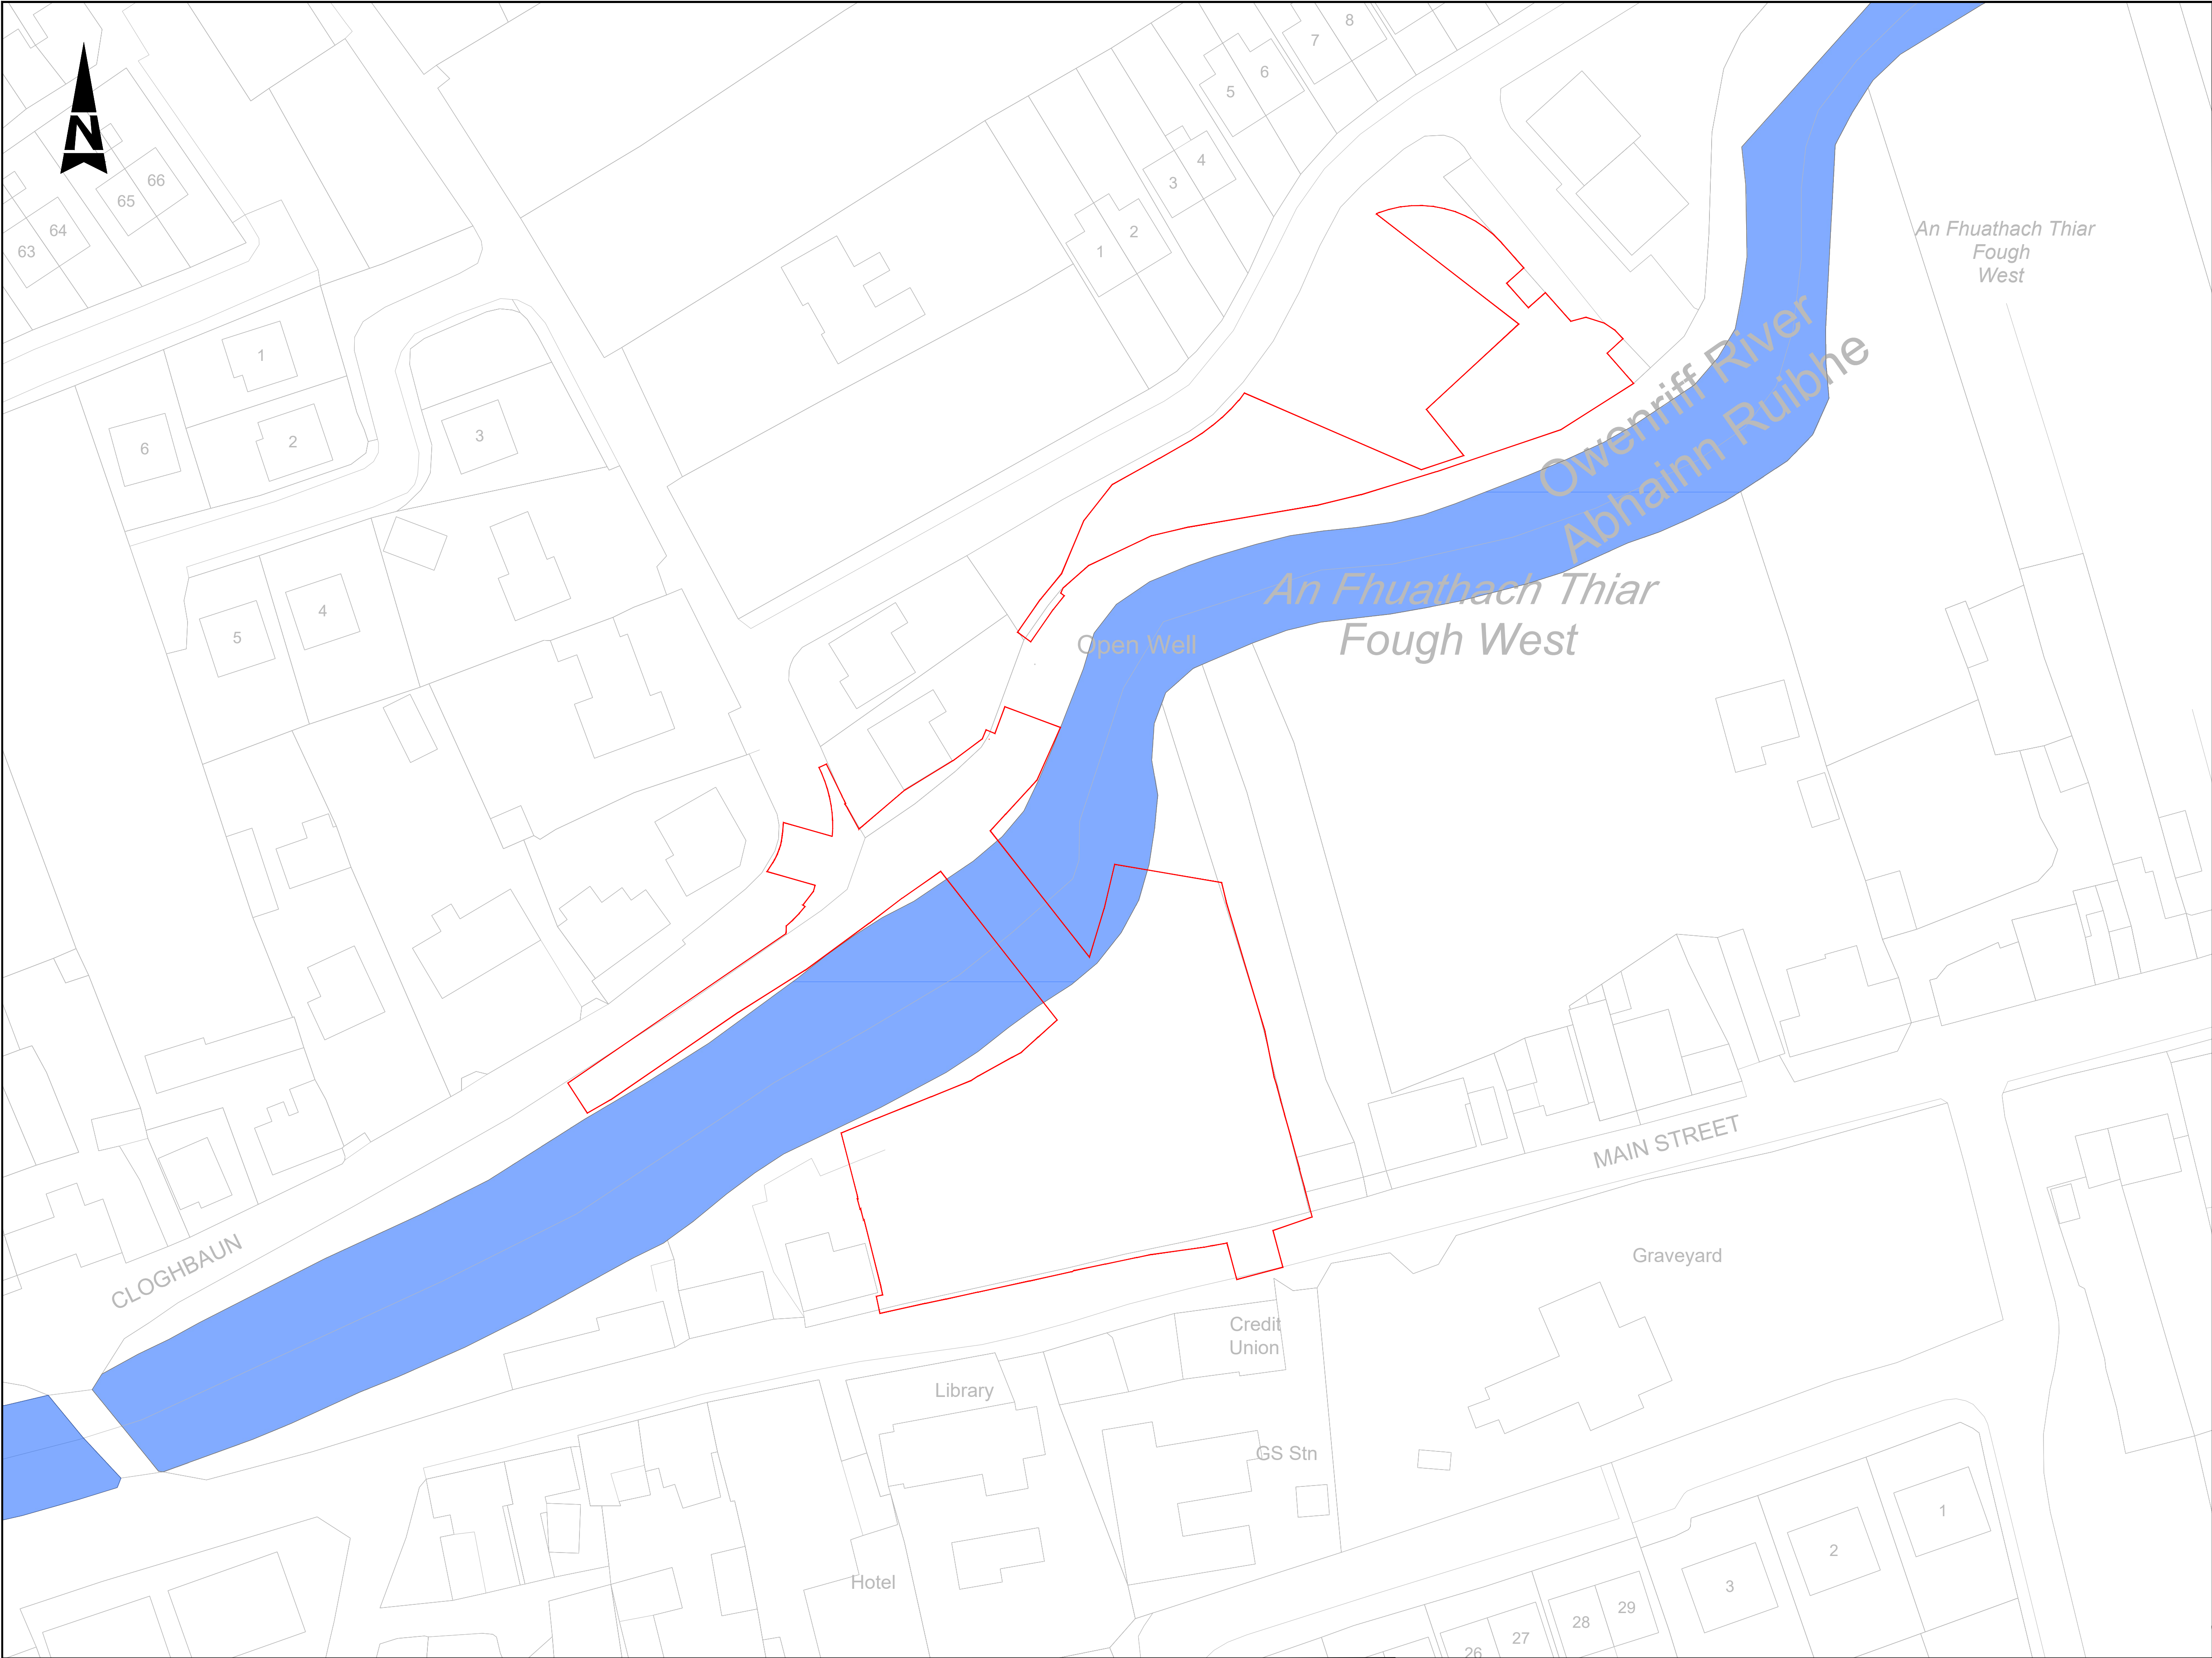 7
8
5
6
N
3
4
66
65
1
2
64
63
An Fhuathach Thiar
Fough
West
1
Owenriff River
Abhainn Ruibhe
6
2
3
An Fhuathach Thiar
Fough West
4
5
Open Well
MAIN STREET
CLOGHBAUN
Graveyard
Credit
Union
Library
GS Stn
Hotel
1
2
3
29
28
27
26